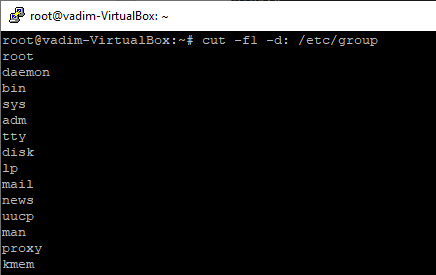 root@vadim-VirtualBox: ~
root@vadim-VirtualBox:~# cut -f1 -d: /etc/group
root
daemon
bin
sys
adm
tty
disk
lp
mail
news
uucp
man
proxy
kmem